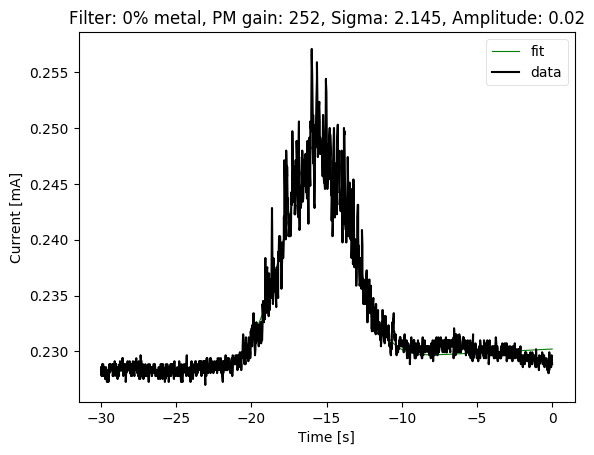 Filter: 0% metal, PM gain: 252, Sigma: 2.145, Amplitude: 0.02
fit
data
0.255
0.250
0.245
0.240
0.235
0.230
Current [mA]
−30
−25
−20
−15
−10
−5
0
Time [s]